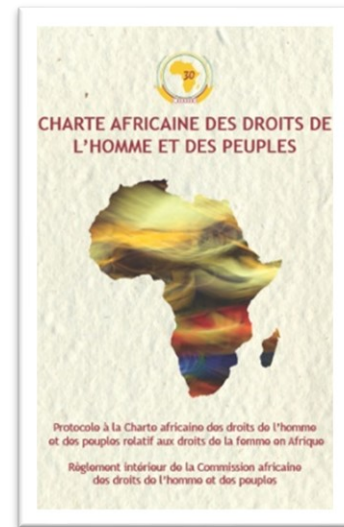 30
CHARTE AFRICAINE DES DROITS DE
L'HOMME ET DES PEUPLES
Protocole à la Charte africaine des droits de l'homme
et des peuples relatif aux droits de la femme en Afrique
Règlement intérieur de la Commission africaine
des droits de l'homme et des peuples